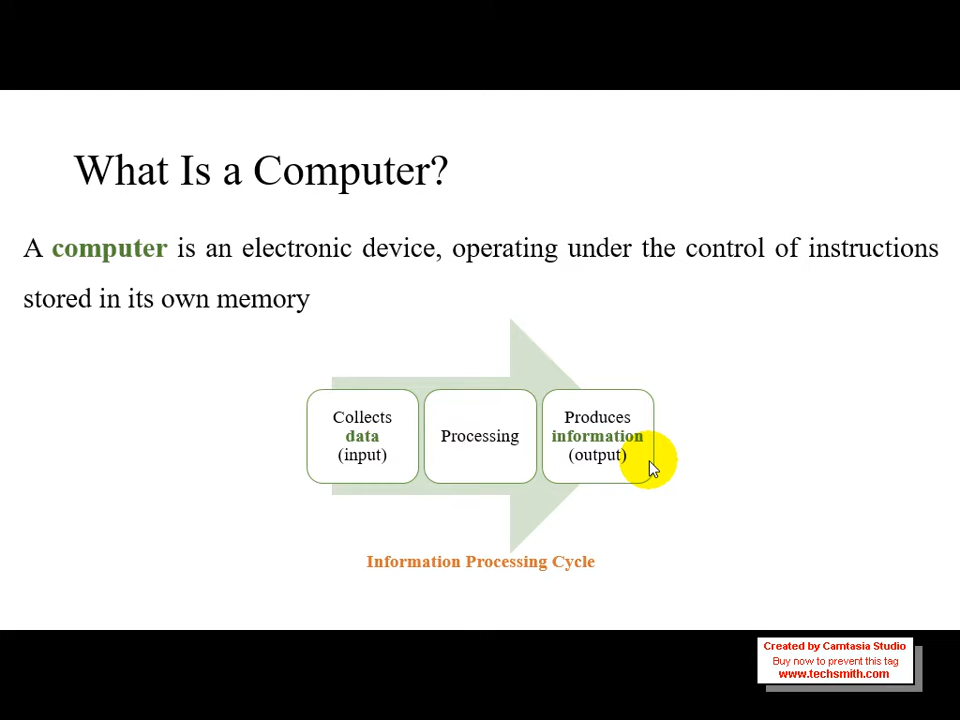 What Is a Computer?
A computer is an electronic device, operating under the control of instructions
stored in its own memory
Collects
data
(input)
Processing
Produces
information
(output)
Information Processing Cycle
Created by Camtasia Studio
Buy now to prevent this tag
www.techsmith.com